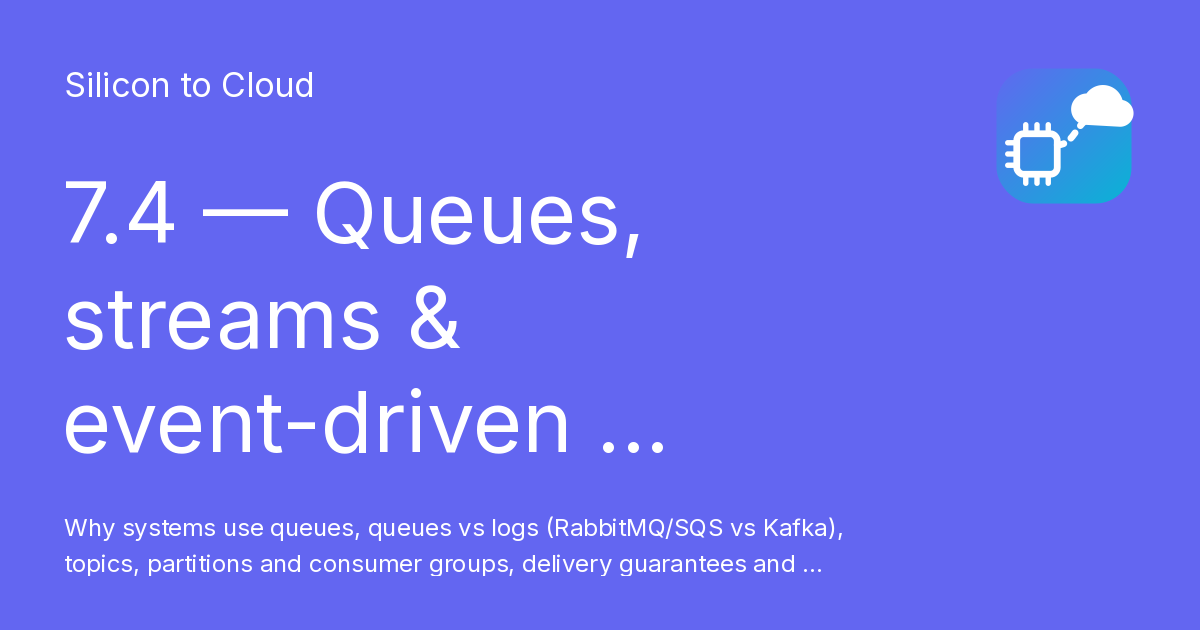 Silicon to Cloud
7.4 — Queues,
streams &
event-driven ...
Why systems use queues, queues vs logs (RabbitMQ/SQS vs Kafka),
topics, partitions and consumer groups, delivery guarantees and ...